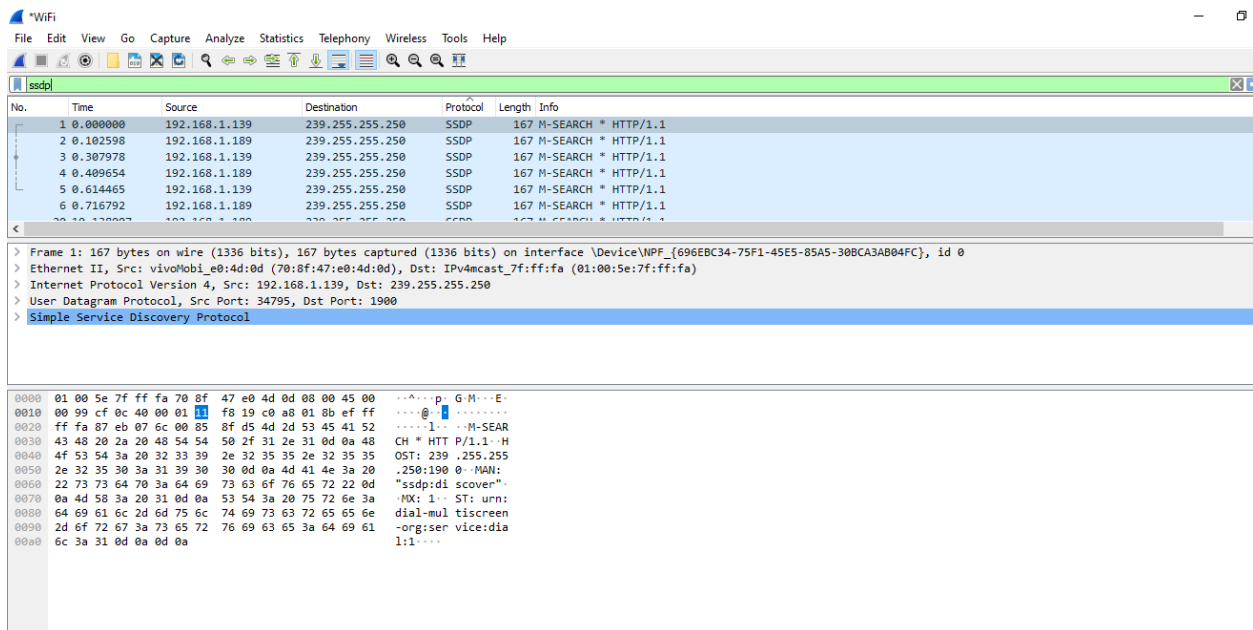 *WiFi
File Edit View Go Capture Analyze Statistics Telephony Wireless Tools Help
ssdp
No. Time Source Destination Protocol Length Info
1 0.000000 192.168.1.139 239.255.255.250 SSDP 167 M-SEARCH * HTTP/1.1
2 0.102598 192.168.1.189 239.255.255.250 SSDP 167 M-SEARCH * HTTP/1.1
3 0.307978 192.168.1.139 239.255.255.250 SSDP 167 M-SEARCH * HTTP/1.1
4 0.409654 192.168.1.189 239.255.255.250 SSDP 167 M-SEARCH * HTTP/1.1
5 0.614465 192.168.1.139 239.255.255.250 SSDP 167 M-SEARCH * HTTP/1.1
6 0.716792 192.168.1.189 239.255.255.250 SSDP 167 M-SEARCH * HTTP/1.1
> Frame 1: 167 bytes on wire (1336 bits), 167 bytes captured (1336 bits) on interface \Device\NPF_{696EBC34-75F1-45E5-85A5-30BCA3AB04FC}, id 0
> Ethernet II, Src: vivoMobi_e0:4d:0d (70:8f:47:e0:4d:0d), Dst: IPv4mcast_7f:ff:fa (01:00:5e:7f:ff:fa)
> Internet Protocol Version 4, Src: 192.168.1.139, Dst: 239.255.255.250
> User Datagram Protocol, Src Port: 34795, Dst Port: 1900
> Simple Service Discovery Protocol
0000 01 00 5e 7f ff fa 70 8f 47 e0 4d 0d 08 00 45 00 ··^···p· G·M···E·
0010 00 99 cf 0c 40 00 01 11 f8 19 c0 a8 01 8b ef ff ····@··· ········
0020 ff fa 87 eb 07 6c 00 85 8f d5 4d 2d 53 45 41 52 ·····l·· ··M-SEAR
0030 43 48 20 2a 20 48 54 54 50 2f 31 2e 31 0d 0a 48 CH * HTT P/1.1··H
0040 4f 53 54 3a 20 32 33 39 2e 32 35 35 2e 32 35 35 OST: 239 .255.255
0050 2e 32 35 30 3a 31 39 30 30 0d 0a 4d 41 4e 3a 20 .250:190 0··MAN:
0060 22 73 73 64 70 3a 64 69 73 63 6f 76 65 72 22 0d "ssdp:di scover"·
0070 0a 4d 58 3a 20 31 0d 0a 53 54 3a 20 75 72 6e 3a ·MX: 1·· ST: urn:
0080 64 69 61 6c 2d 6d 75 6c 74 69 73 63 72 65 65 6e dial-mul tiscreen
0090 2d 6f 72 67 3a 73 65 72 76 69 63 65 3a 64 69 61 -org:ser vice:dia
00a0 6c 3a 31 0d 0a 0d 0a l:1····